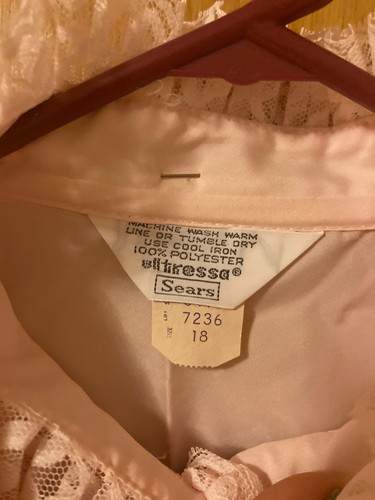 MACHINE WASH WARM
LINE OR TUMBLE DRY
USE COOL IRON
100% POLYESTER
ultressa®
Sears
7236
18